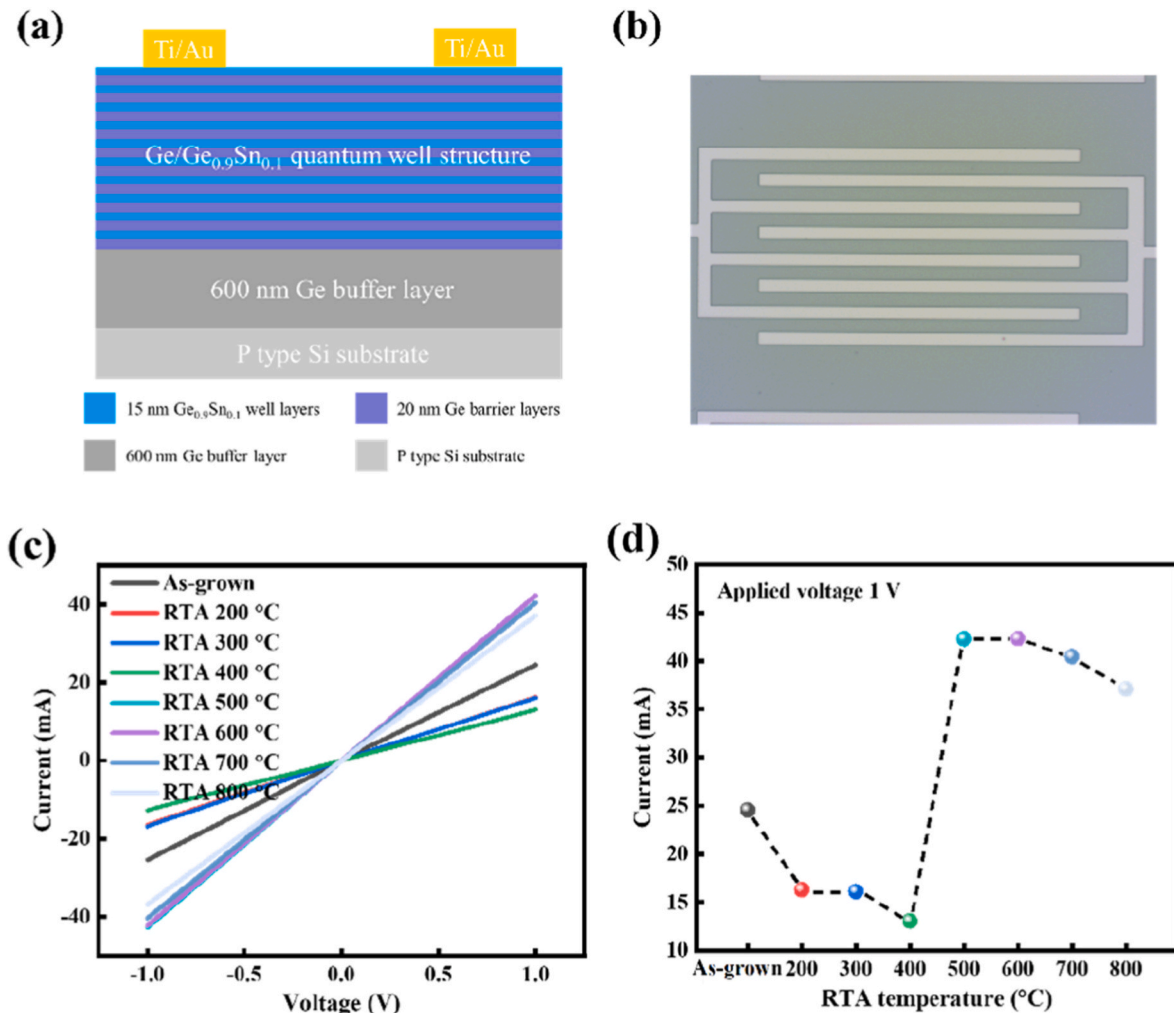 (a)
Ti/Au
Ti/Au
Ge/Ge0.9Sn0.1 quantum well structure
600 nm Ge buffer layer
P type Si substrate
15 nm Ge0.9Sn0.1 well layers
20 nm Ge barrier layers
600 nm Ge buffer layer
P type Si substrate
(b)
(c)
As-grown
RTA 200 °C
RTA 300 °C
RTA 400 °C
RTA 500 °C
RTA 600 °C
RTA 700 °C
RTA 800 °C
40
20
0
-20
-40
Current (mA)
-1.0
-0.5
0.0
0.5
1.0
Voltage (V)
(d)
Applied voltage 1 V
50
45
40
35
30
25
20
15
10
Current (mA)
As-grown
200
300
400
500
600
700
800
RTA temperature (°C)